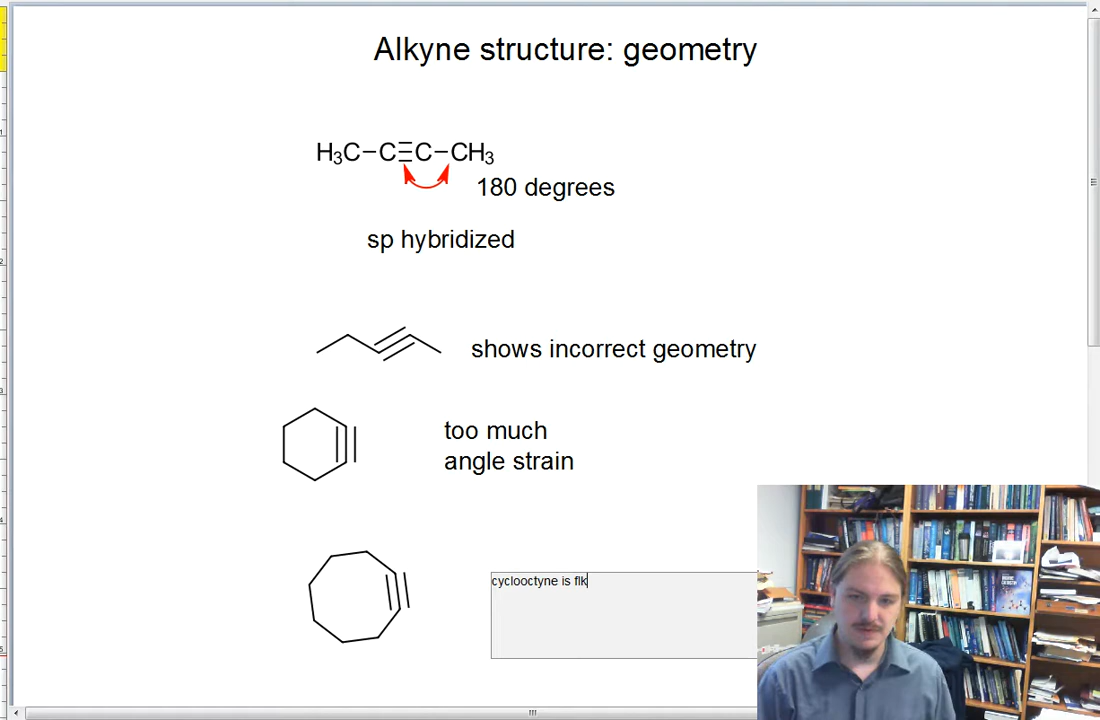 Alkyne structure: geometry
H₃C–C≡C–CH₃
180 degrees
sp hybridized
shows incorrect geometry
too much
angle strain
cyclooctyne is flk